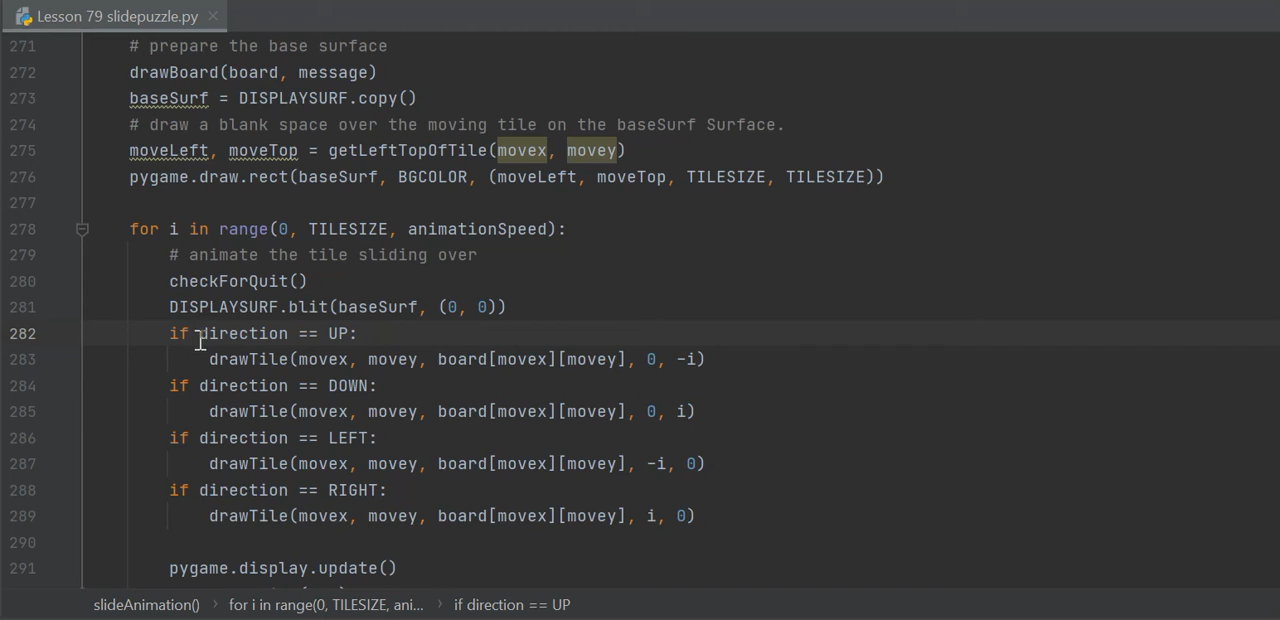 Lesson 79 slidepuzzle.py
271 # prepare the base surface
272 drawBoard(board, message)
273 baseSurf = DISPLAYSURF.copy()
274 # draw a blank space over the moving tile on the baseSurf Surface.
275 moveLeft, moveTop = getLeftTopOfTile(movex, movey)
276 pygame.draw.rect(baseSurf, BGCOLOR, (moveLeft, moveTop, TILESIZE, TILESIZE))
277
278 for i in range(0, TILESIZE, animationSpeed):
279 # animate the tile sliding over
280 checkForQuit()
281 DISPLAYSURF.blit(baseSurf, (0, 0))
282 if direction == UP:
283 drawTile(movex, movey, board[movex][movey], 0, -i)
284 if direction == DOWN:
285 drawTile(movex, movey, board[movex][movey], 0, i)
286 if direction == LEFT:
287 drawTile(movex, movey, board[movex][movey], -i, 0)
288 if direction == RIGHT:
289 drawTile(movex, movey, board[movex][movey], i, 0)
290
291 pygame.display.update()
slideAnimation() › for i in range(0, TILESIZE, ani... › if direction == UP